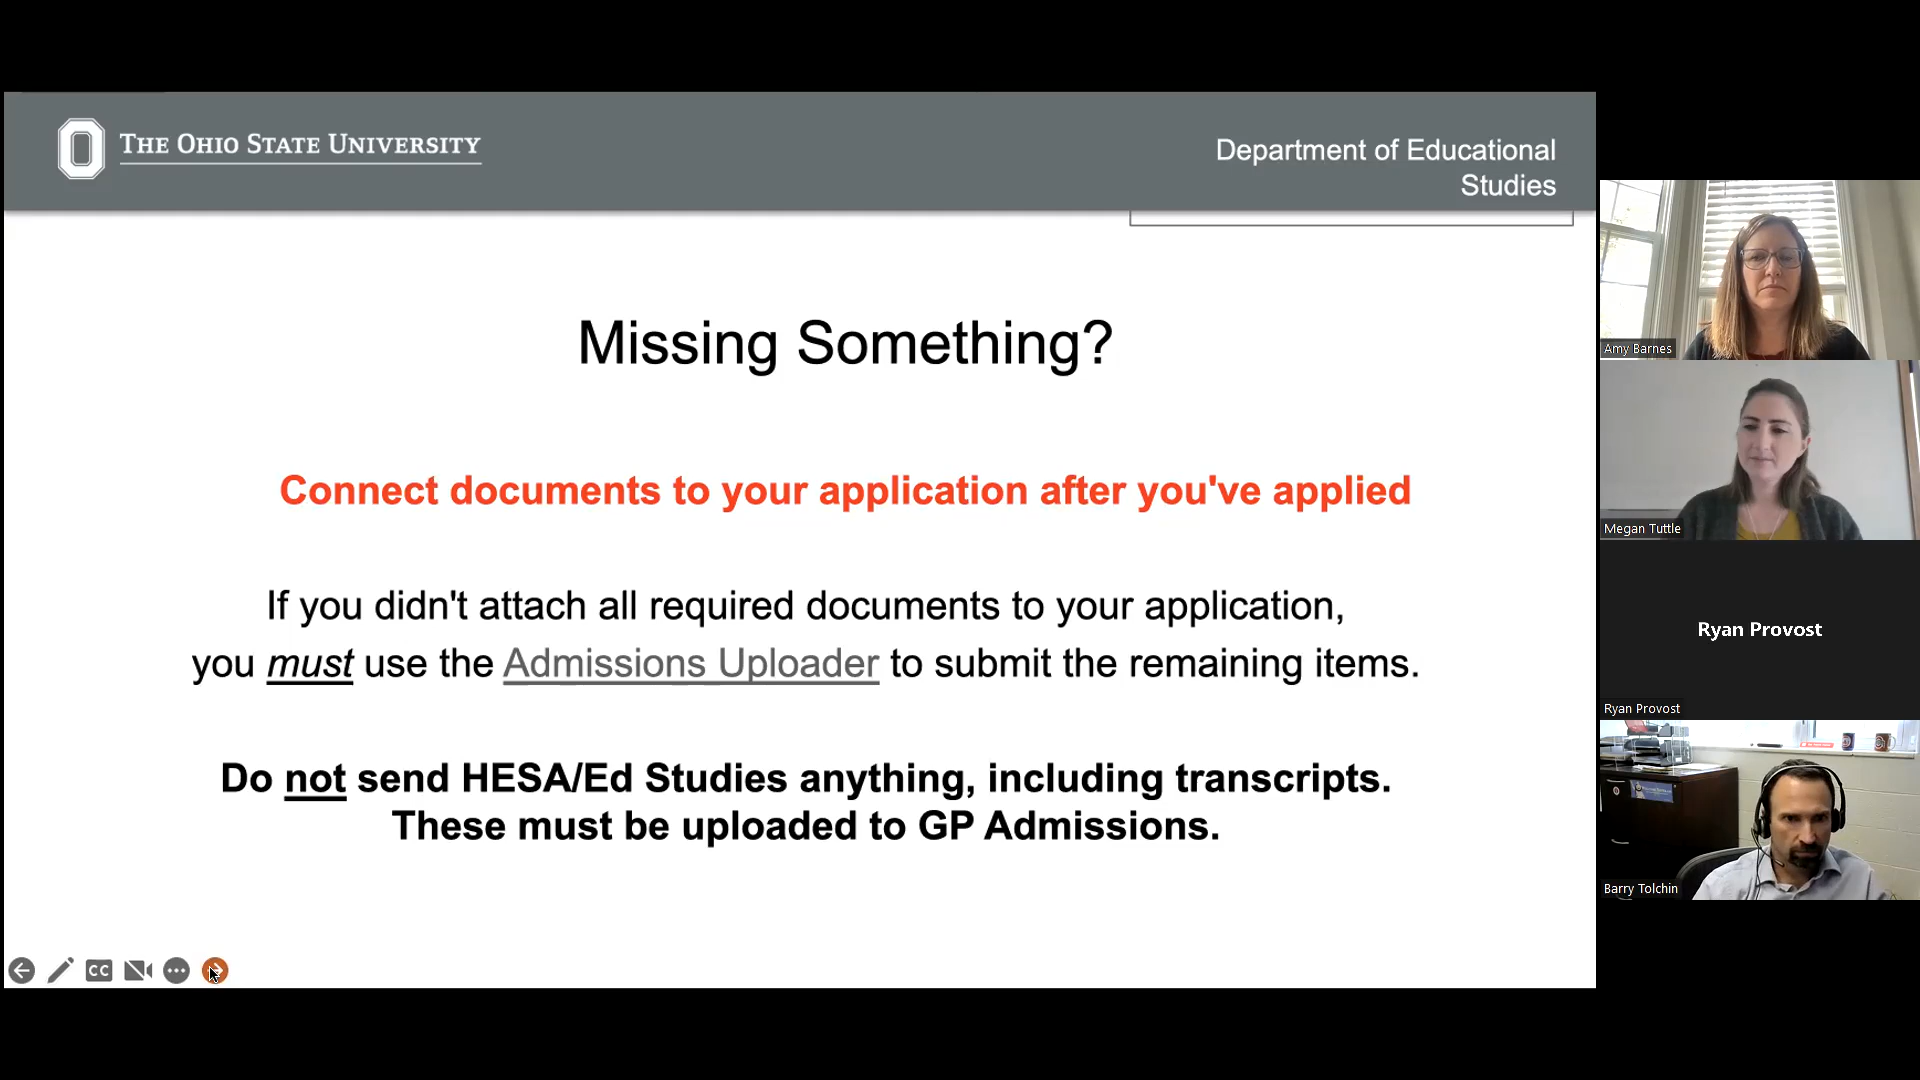 THE OHIO STATE UNIVERSITY
Department of Educational
Studies
Missing Something?
Connect documents to your application after you've applied
If you didn't attach all required documents to your application,
you must use the Admissions Uploader to submit the remaining items.
Do not send HESA/Ed Studies anything, including transcripts.
These must be uploaded to GP Admissions.
CC
Amy Barnes
Megan Tuttle
Ryan Provost
Ryan Provost
Barry Tolchin